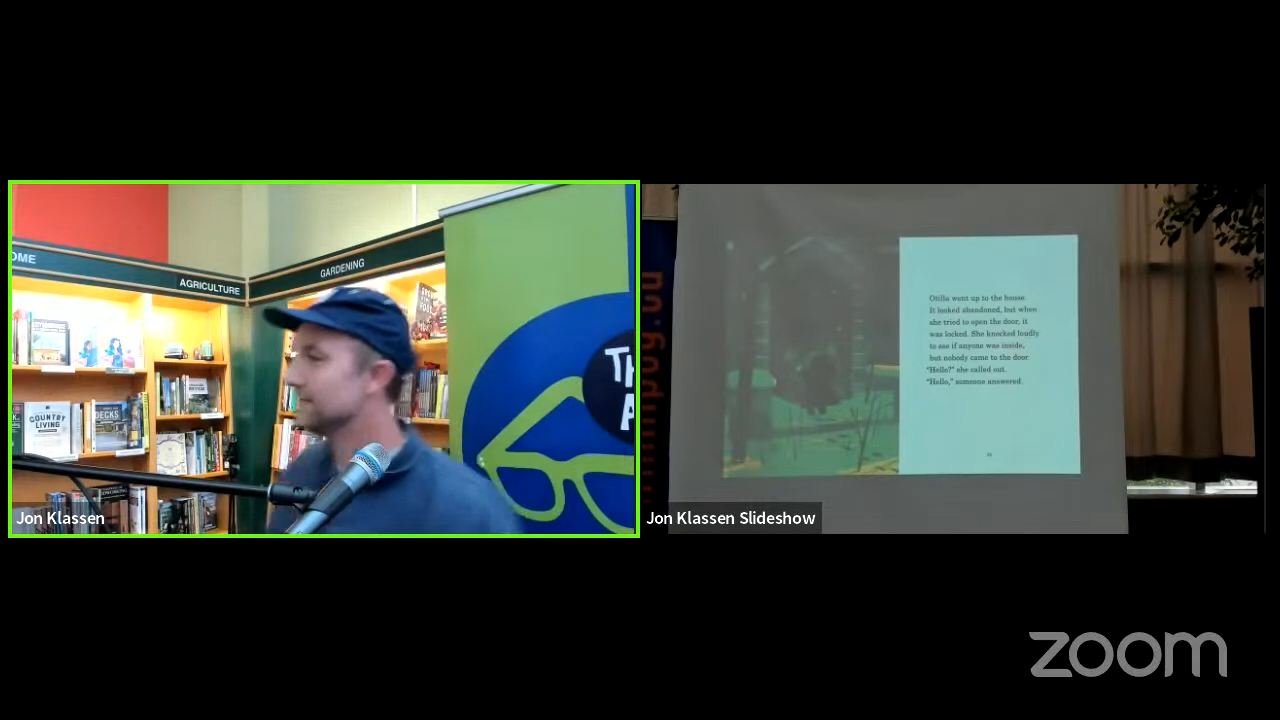 OME
AGRICULTURE
GARDENING
COUNTRY
LIVING
DECKS
TH
A
Jon Klassen
Otilla went up to the house.
It looked abandoned, but when
she tried to open the door, it
was locked. She knocked loudly
to see if anyone was inside,
but nobody came to the door.
“Hello?” she called out.
“Hello,” someone answered.
Jon Klassen Slideshow
zoom